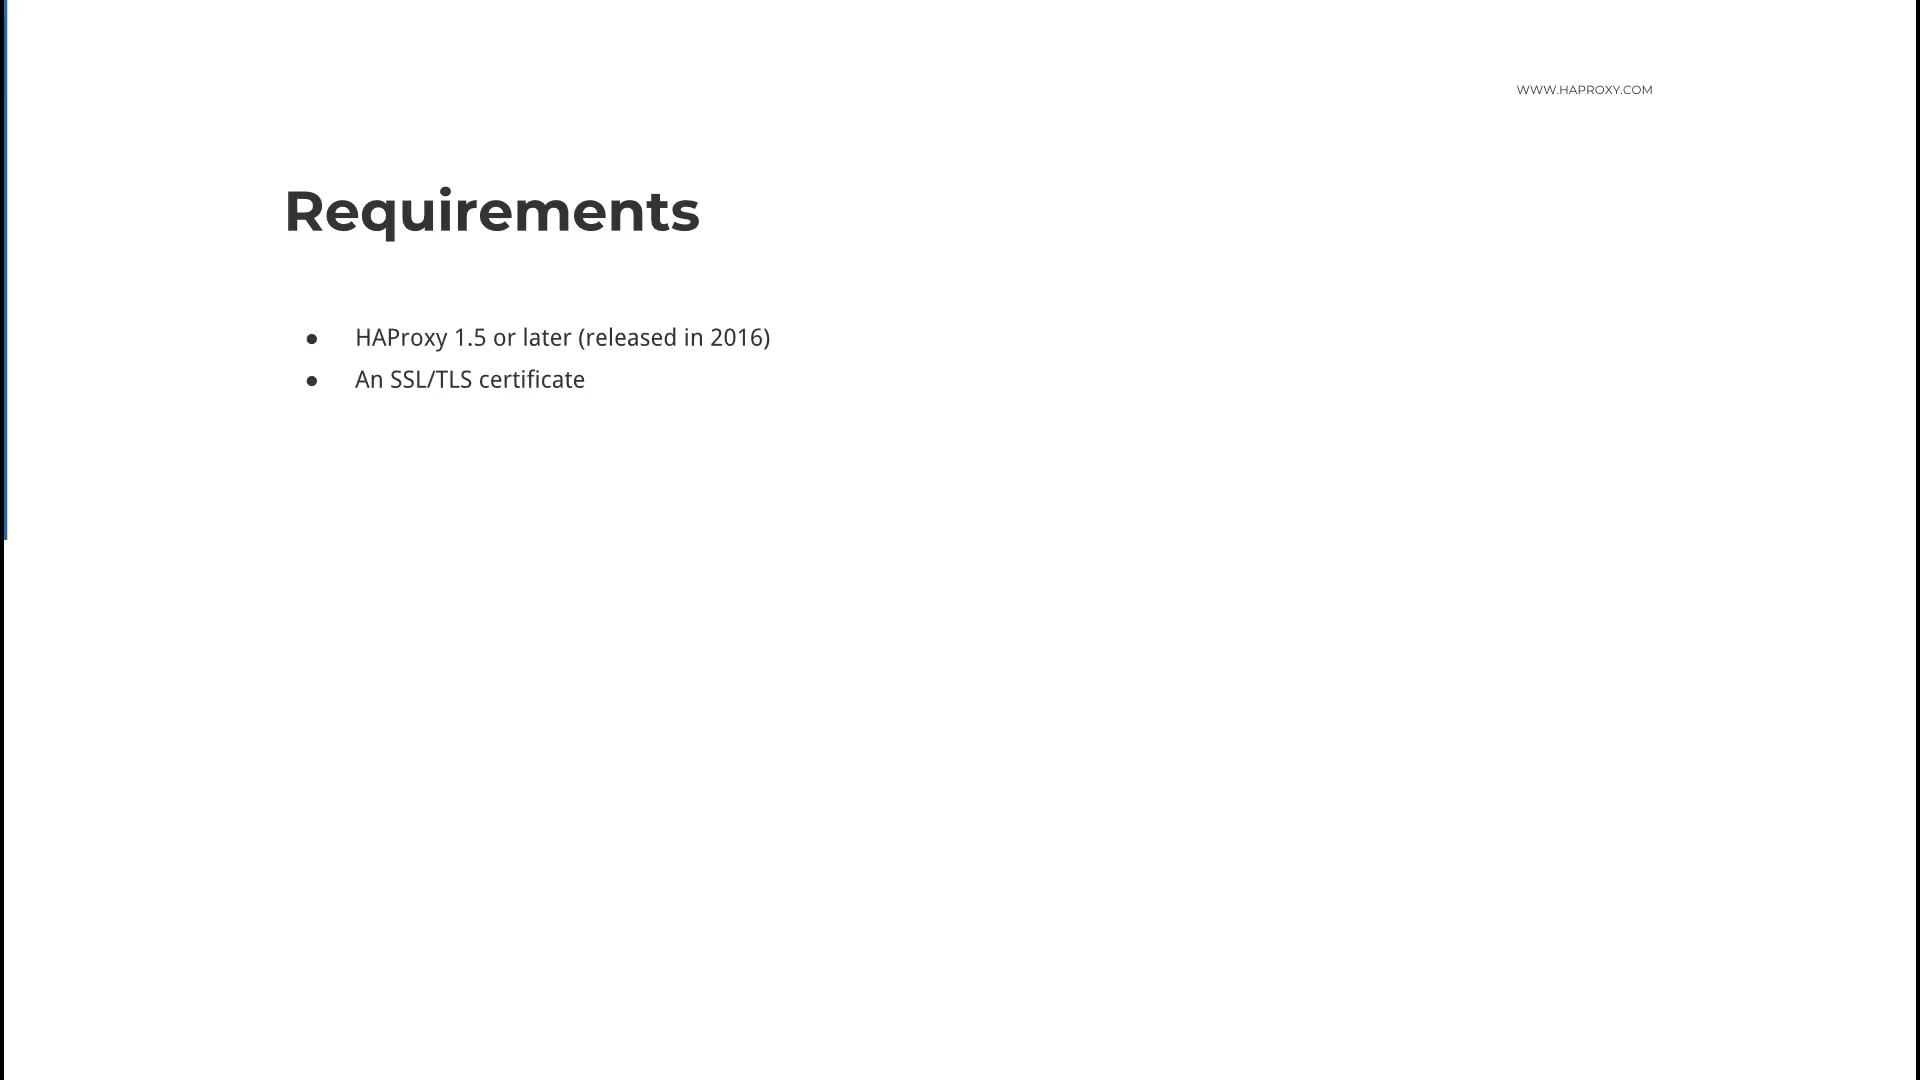 WWW.HAPROXY.COM
Requirements
● HAProxy 1.5 or later (released in 2016)
● An SSL/TLS certificate